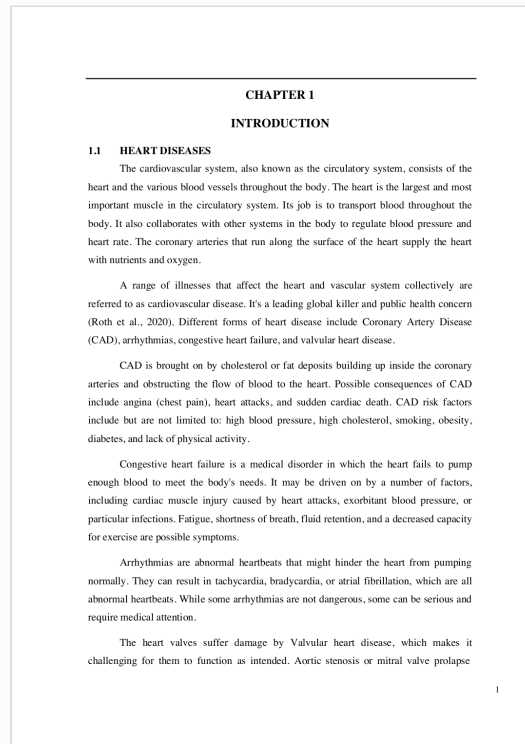 CHAPTER 1
INTRODUCTION
1.1 HEART DISEASES
The cardiovascular system, also known as the circulatory system, consists of the
heart and the various blood vessels throughout the body. The heart is the largest and most
important muscle in the circulatory system. Its job is to transport blood throughout the
body. It also collaborates with other systems in the body to regulate blood pressure and
heart rate. The coronary arteries that run along the surface of the heart supply the heart
with nutrients and oxygen.
A range of illnesses that affect the heart and vascular system collectively are
referred to as cardiovascular disease. It's a leading global killer and public health concern
(Roth et al., 2020). Different forms of heart disease include Coronary Artery Disease
(CAD), arrhythmias, congestive heart failure, and valvular heart disease.
CAD is brought on by cholesterol or fat deposits building up inside the coronary
arteries and obstructing the flow of blood to the heart. Possible consequences of CAD
include angina (chest pain), heart attacks, and sudden cardiac death. CAD risk factors
include but are not limited to: high blood pressure, high cholesterol, smoking, obesity,
diabetes, and lack of physical activity.
Congestive heart failure is a medical disorder in which the heart fails to pump
enough blood to meet the body's needs. It may be driven on by a number of factors,
including cardiac muscle injury caused by heart attacks, exorbitant blood pressure, or
particular infections. Fatigue, shortness of breath, fluid retention, and a decreased capacity
for exercise are possible symptoms.
Arrhythmias are abnormal heartbeats that might hinder the heart from pumping
normally. They can result in tachycardia, bradycardia, or atrial fibrillation, which are all
abnormal heartbeats. While some arrhythmias are not dangerous, some can be serious and
require medical attention.
The heart valves suffer damage by Valvular heart disease, which makes it
challenging for them to function as intended. Aortic stenosis or mitral valve prolapse
1